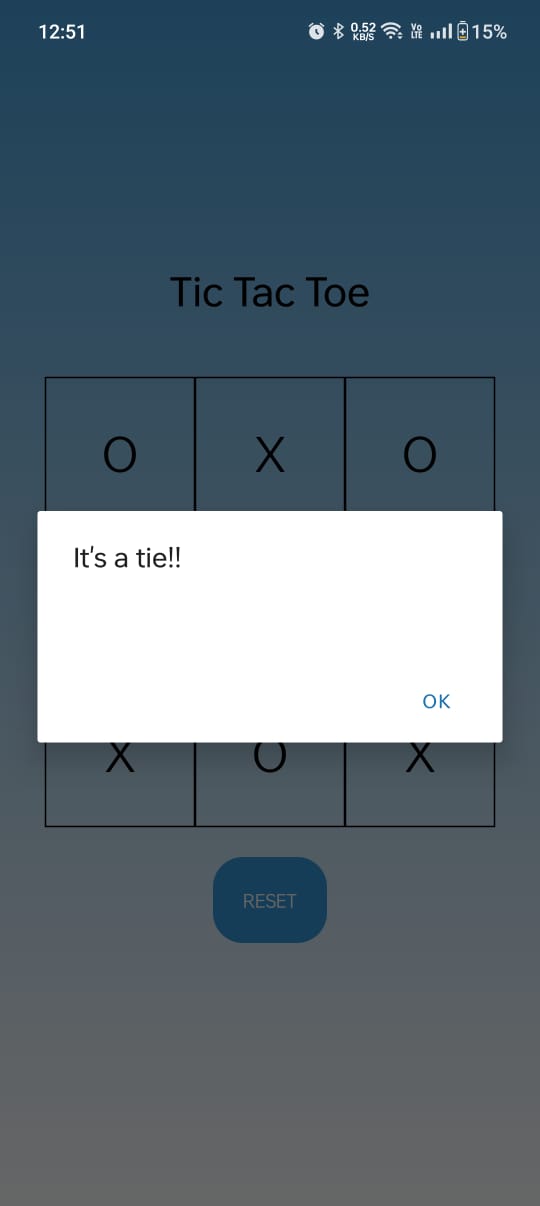 12:51 0.52 KB/S Vo LTE 15%
Tic Tac Toe
O X O
It's a tie!!
OK
X O X
RESET